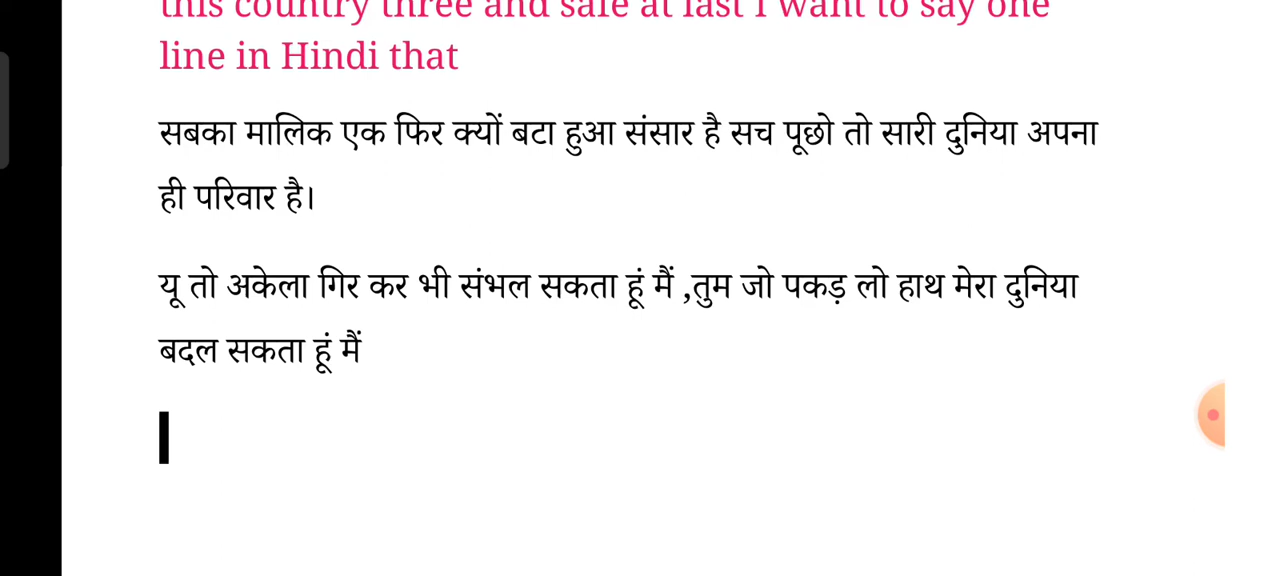 this country three and safe at last I want to say one
line in Hindi that
सबका मालिक एक फिर क्यों बटा हुआ संसार है सच पूछो तो सारी दुनिया अपना
ही परिवार है।
यू तो अकेला गिर कर भी संभल सकता हूं मैं ,तुम जो पकड़ लो हाथ मेरा दुनिया
बदल सकता हूं मैं